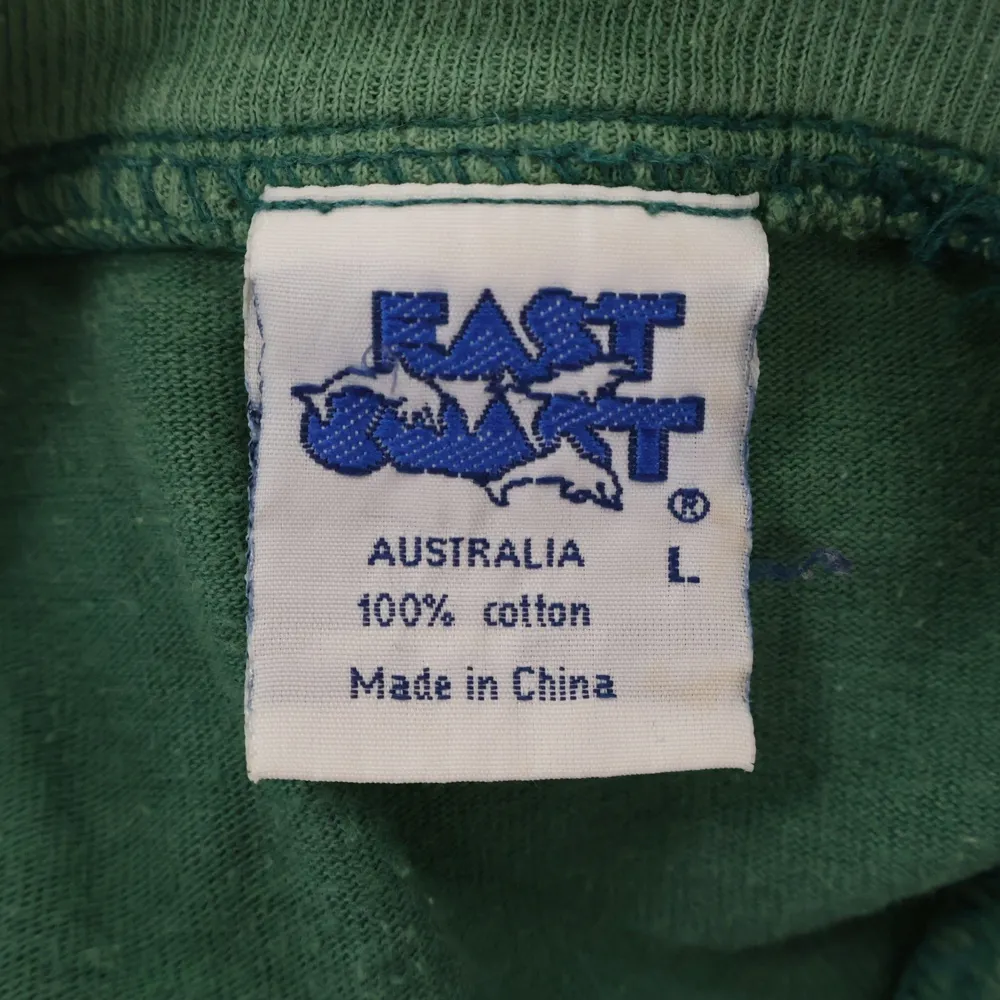 EAST
COAST
®
AUSTRALIA
L
100% cotton
Made in China